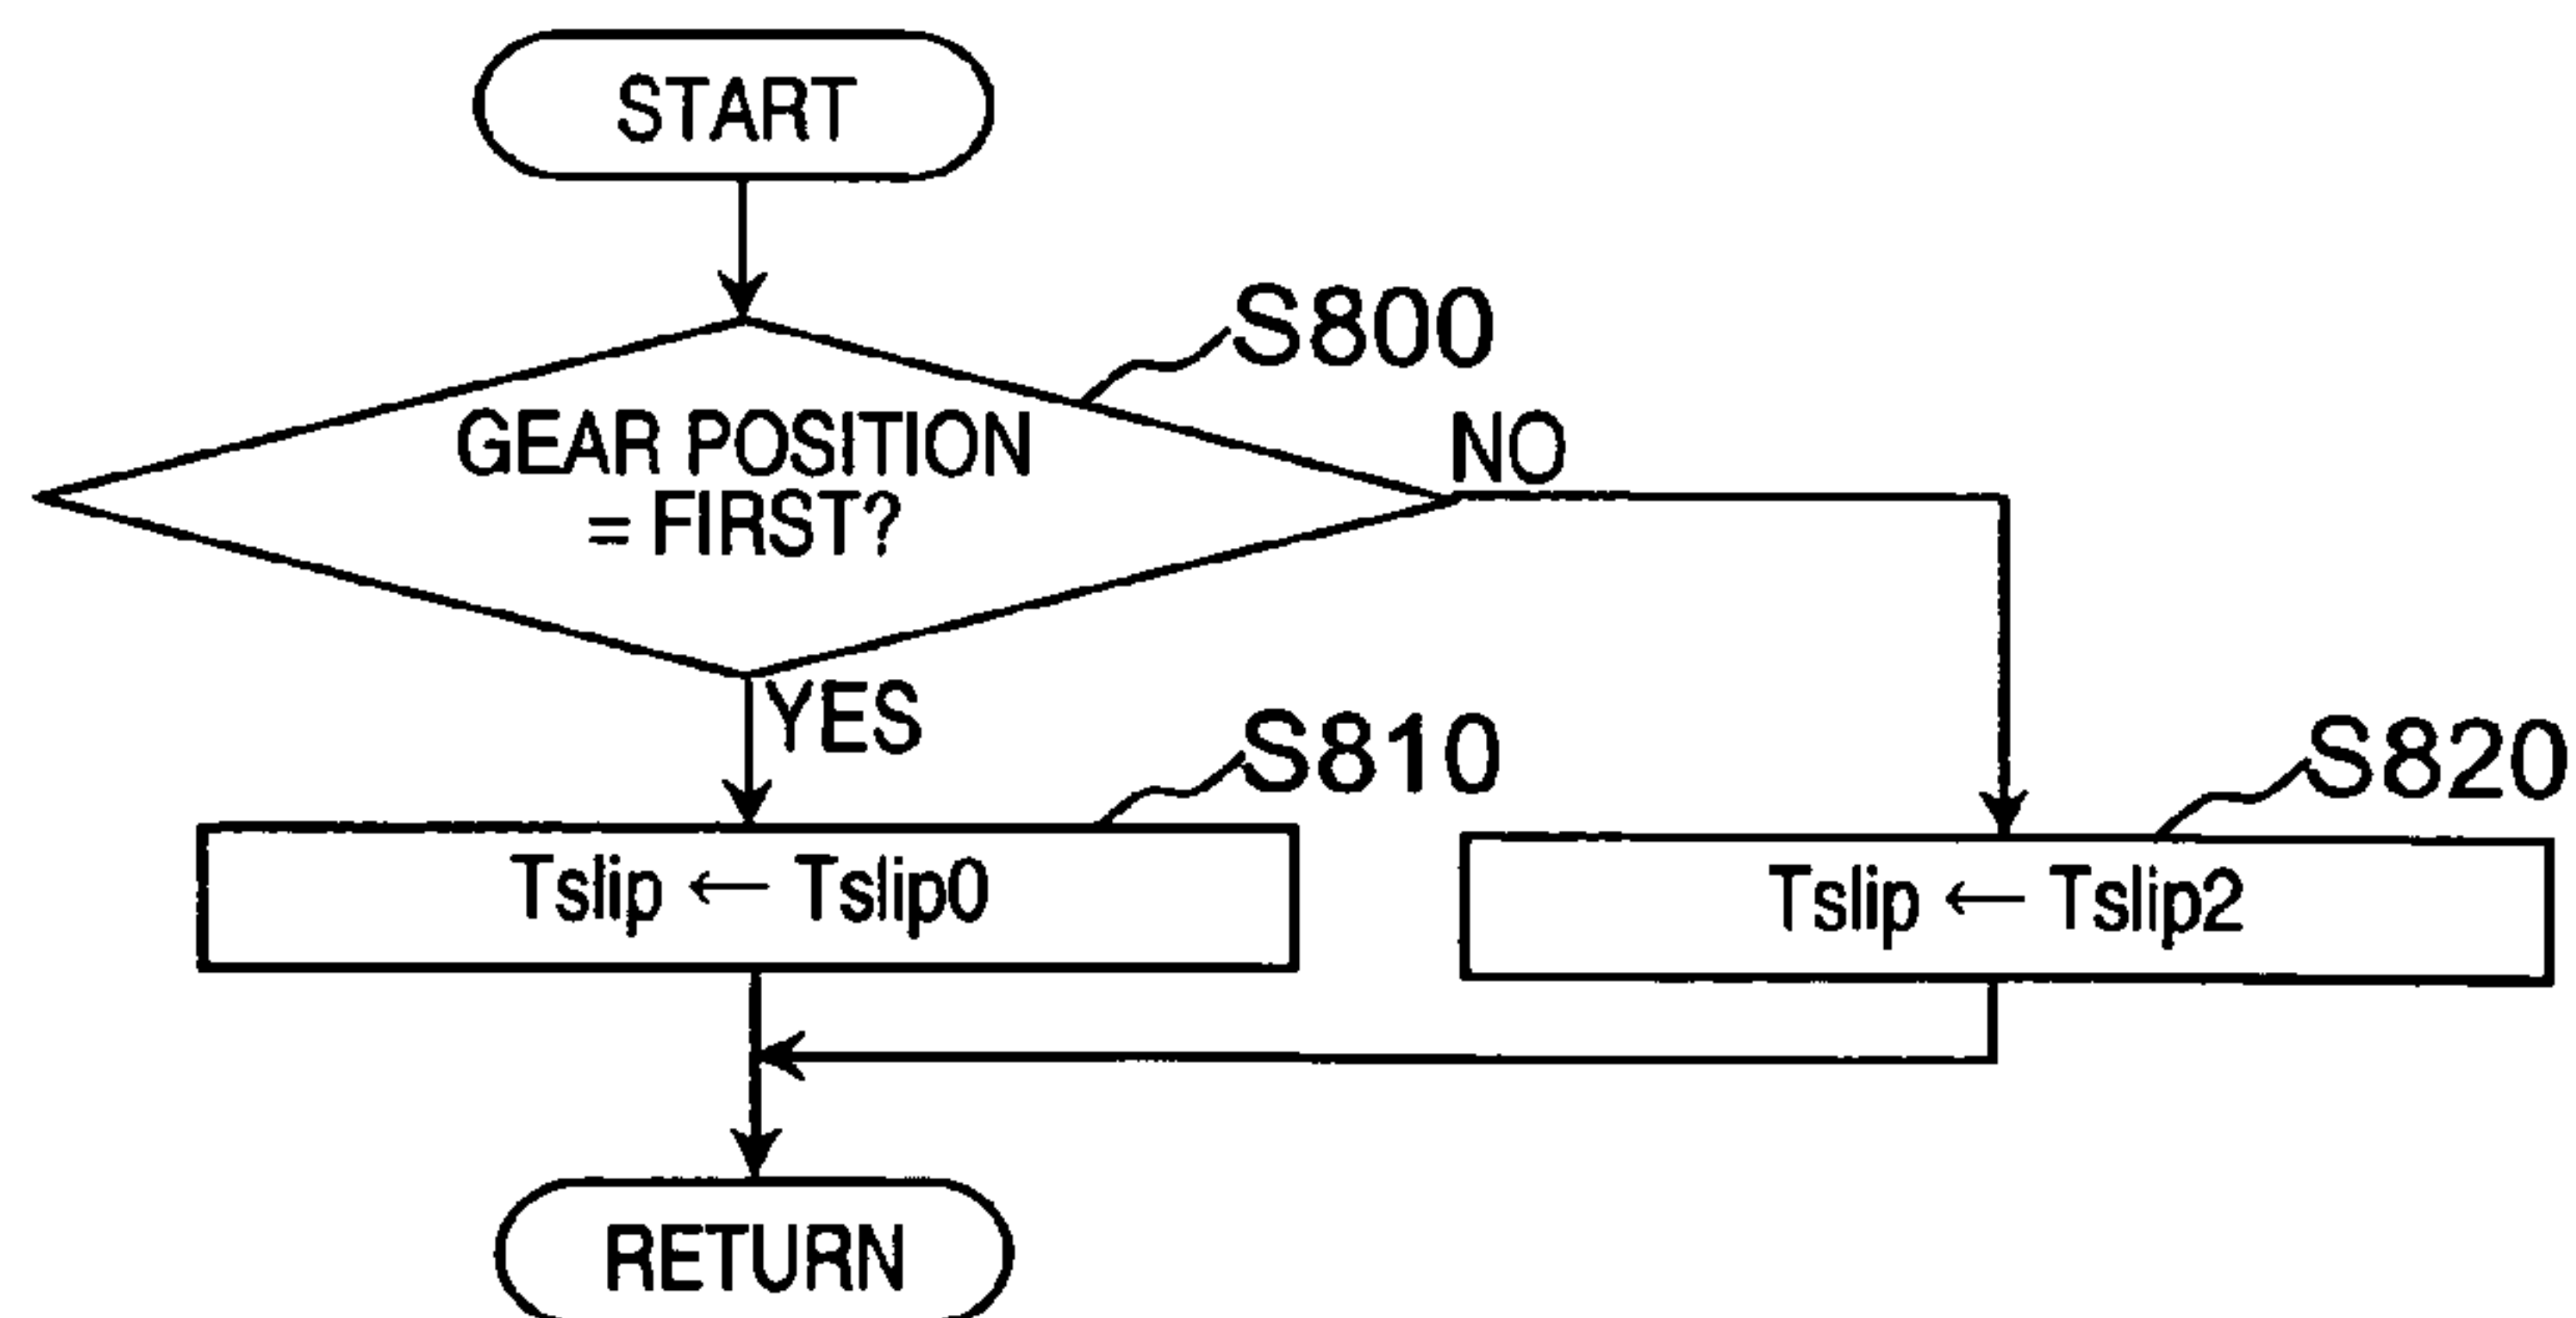 START
S800
GEAR POSITION
= FIRST?
NO
YES
S810
S820
Tslip ← Tslip0
Tslip ← Tslip2
RETURN